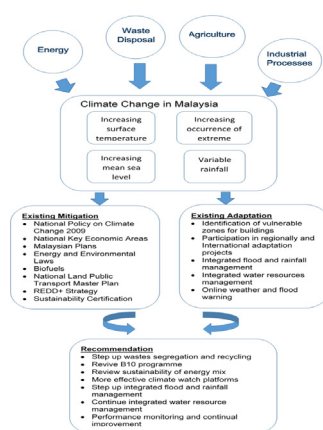 Energy
Waste
Disposal
Agriculture
Industrial
Processes
Climate Change in Malaysia
Increasing
surface
temperature
Increasing
occurrence of
extreme
Increasing
mean sea
level
Variable
rainfall
Existing Mitigation
• National Policy on Climate
Change 2009
• National Key Economic Areas
• Malaysian Plans
• Energy and Environmental
Laws
• Biofuels
• National Land Public
Transport Master Plan
• REDD+ Strategy
• Sustainability Certification
Existing Adaptation
• Identification of vulnerable
zones for buildings
• Participation in regionally and
International adaptation
projects
• Integrated flood and rainfall
management
• Integrated water resources
management
• Online weather and flood
warning
Recommendation
• Step up wastes segregation and recycling
• Revive B10 programme
• Review sustainability of energy mix
• More effective climate watch platforms
• Step up integrated flood and rainfall
management
• Continue integrated water resource
management
• Performance monitoring and continual
improvement